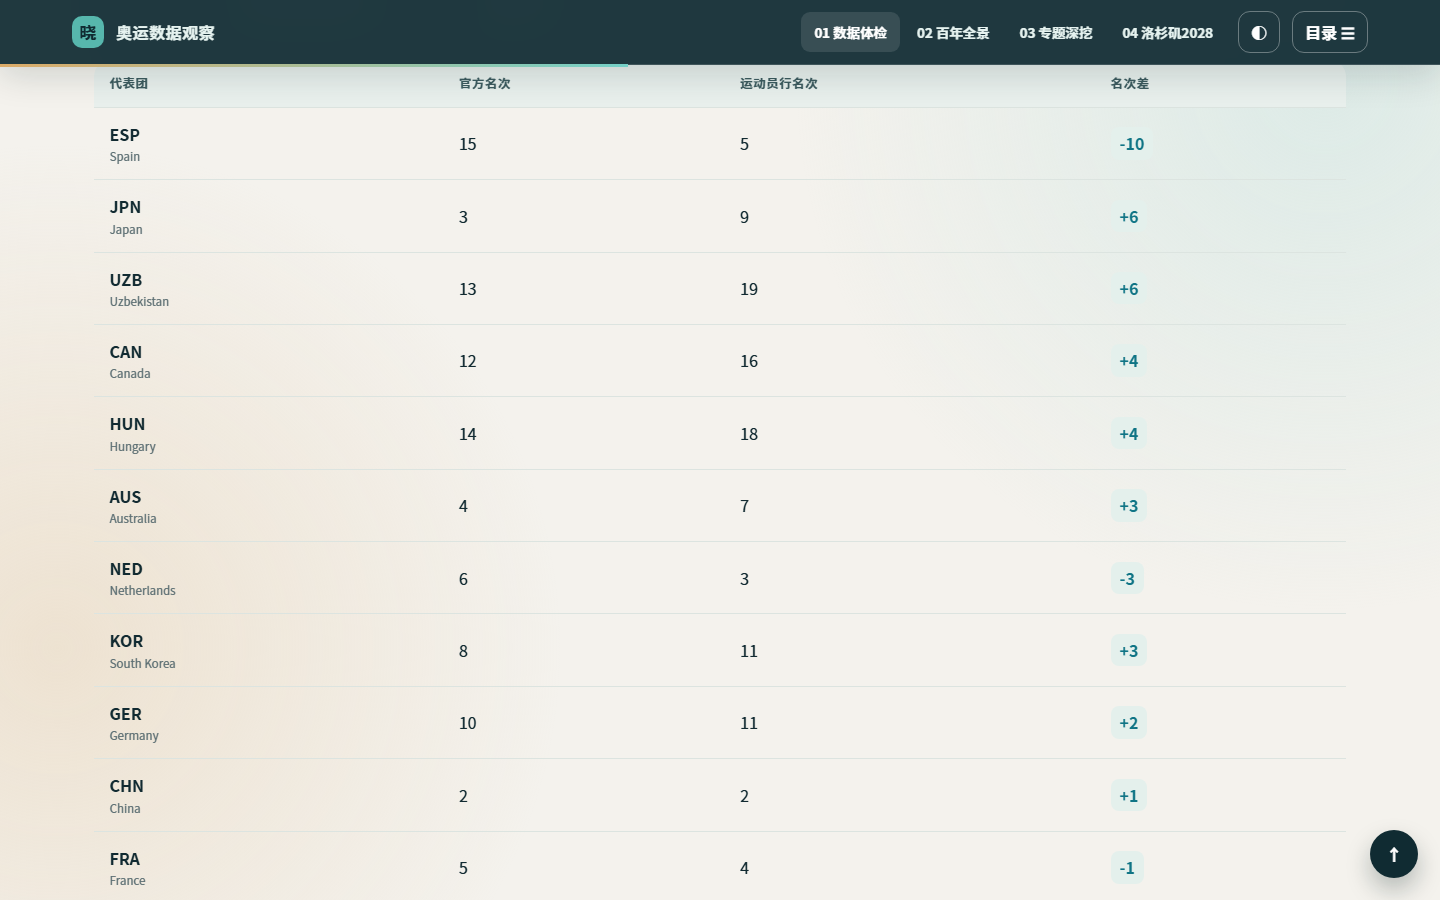 晓 奥运数据观察 01 数据体检 02 百年全景 03 专题深挖 04 洛杉矶2028 目录 ☰
代表团 官方名次 运动员行名次 名次差
ESP
Spain
15 5 -10
JPN
Japan
3 9 +6
UZB
Uzbekistan
13 19 +6
CAN
Canada
12 16 +4
HUN
Hungary
14 18 +4
AUS
Australia
4 7 +3
NED
Netherlands
6 3 -3
KOR
South Korea
8 11 +3
GER
Germany
10 11 +2
CHN
China
2 2 +1
FRA
France
5 4 -1
↑